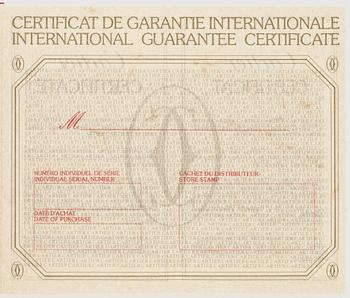 CERTIFICAT DE GARANTIE INTERNATIONALE
INTERNATIONAL GUARANTEE CERTIFICATE
M
NUMÉRO INDIVIDUEL DE SÉRIE
INDIVIDUAL SERIAL NUMBER
CACHET DU DISTRIBUTEUR
STORE STAMP
DATE D'ACHAT
DATE OF PURCHASE